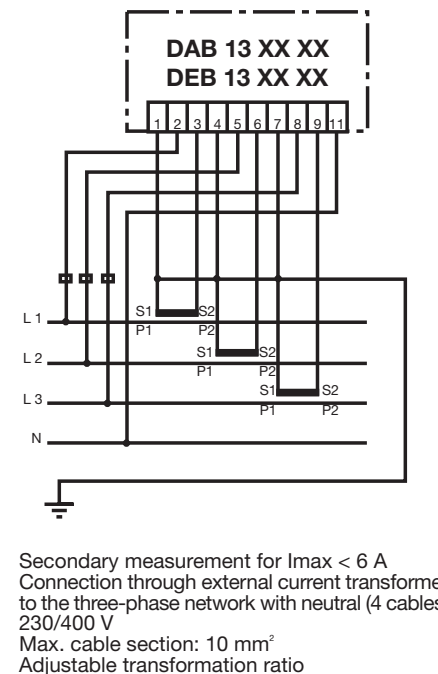 DAB 13 XX XX
DEB 13 XX XX
1 2 3 4 5 6 7 8 9 11
L 1
S1 S2
P1 P2
L 2
S1 S2
P1 P2
L 3
S1 S2
P1 P2
N
Secondary measurement for Imax < 6 A
Connection through external current transforme
to the three-phase network with neutral (4 cables
230/400 V
Max. cable section: 10 mm²
Adjustable transformation ratio